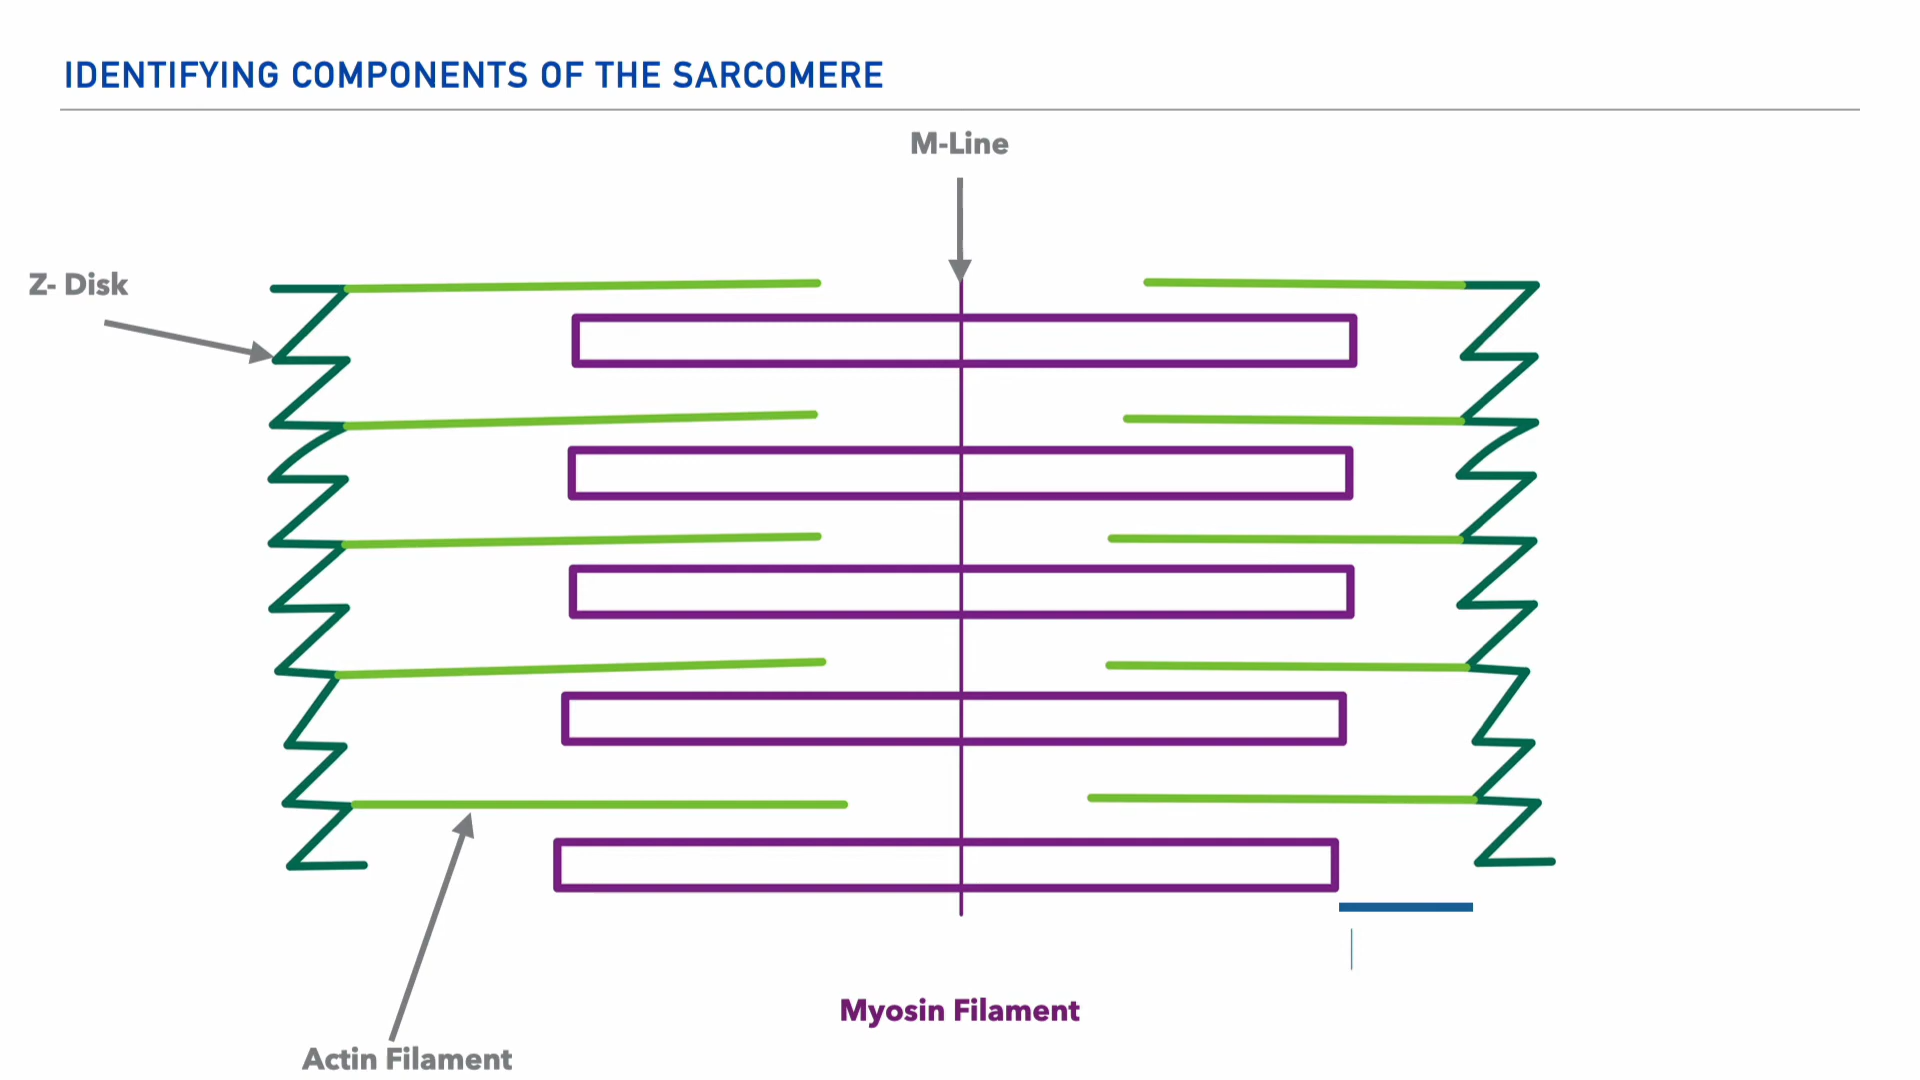 IDENTIFYING COMPONENTS OF THE SARCOMERE
M-Line
Z- Disk
Myosin Filament
Actin Filament